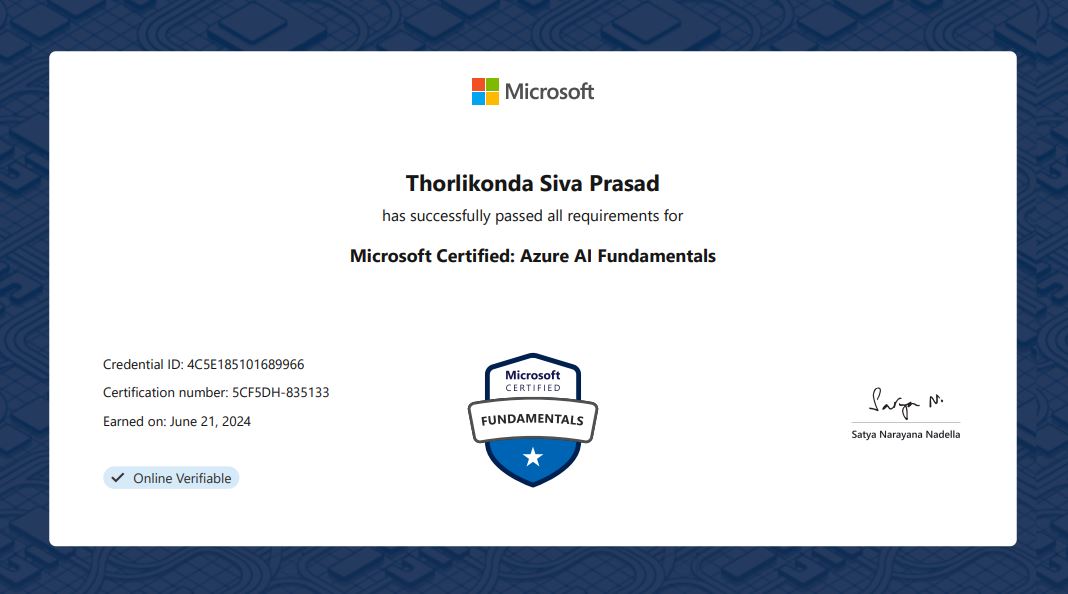 Microsoft
Thorlikonda Siva Prasad
has successfully passed all requirements for
Microsoft Certified: Azure AI Fundamentals
Credential ID: 4C5E185101689966
Certification number: 5CF5DH-835133
Earned on: June 21, 2024
Online Verifiable
Microsoft
CERTIFIED
FUNDAMENTALS
Satya N.
Satya Narayana Nadella